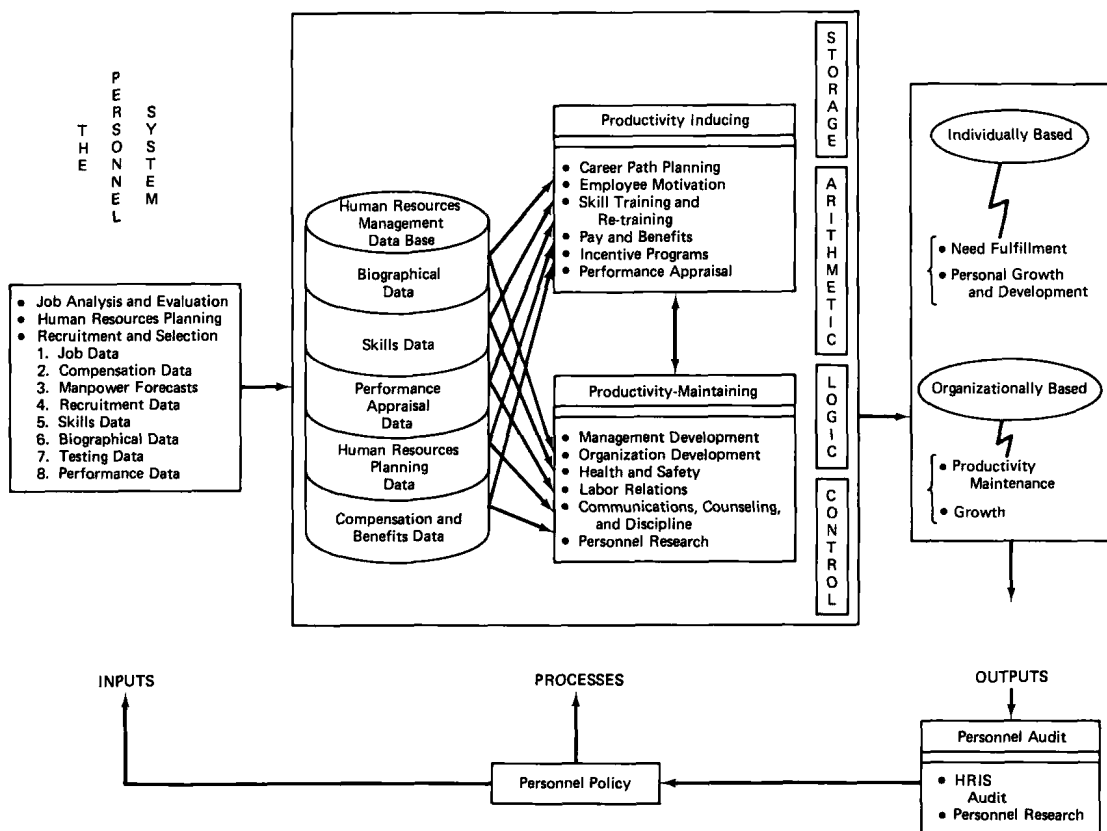 THE
PERSONNEL
SYSTEM
• Job Analysis and Evaluation
• Human Resources Planning
• Recruitment and Selection
1. Job Data
2. Compensation Data
3. Manpower Forecasts
4. Recruitment Data
5. Skills Data
6. Biographical Data
7. Testing Data
8. Performance Data
Human Resources
Management
Data Base
Biographical
Data
Skills Data
Performance
Appraisal
Data
Human Resources
Planning
Data
Compensation and
Benefits Data
Productivity Inducing
• Career Path Planning
• Employee Motivation
• Skill Training and
Re-training
• Pay and Benefits
• Incentive Programs
• Performance Appraisal
Productivity-Maintaining
• Management Development
• Organization Development
• Health and Safety
• Labor Relations
• Communications, Counseling,
and Discipline
• Personnel Research
STORAGE
ARITHMETIC
LOGIC
CONTROL
Individually Based
• Need Fulfillment
• Personal Growth
and Development
Organizationally Based
• Productivity
Maintenance
• Growth
INPUTS
PROCESSES
OUTPUTS
Personnel Policy
Personnel Audit
• HRIS
Audit
• Personnel Research